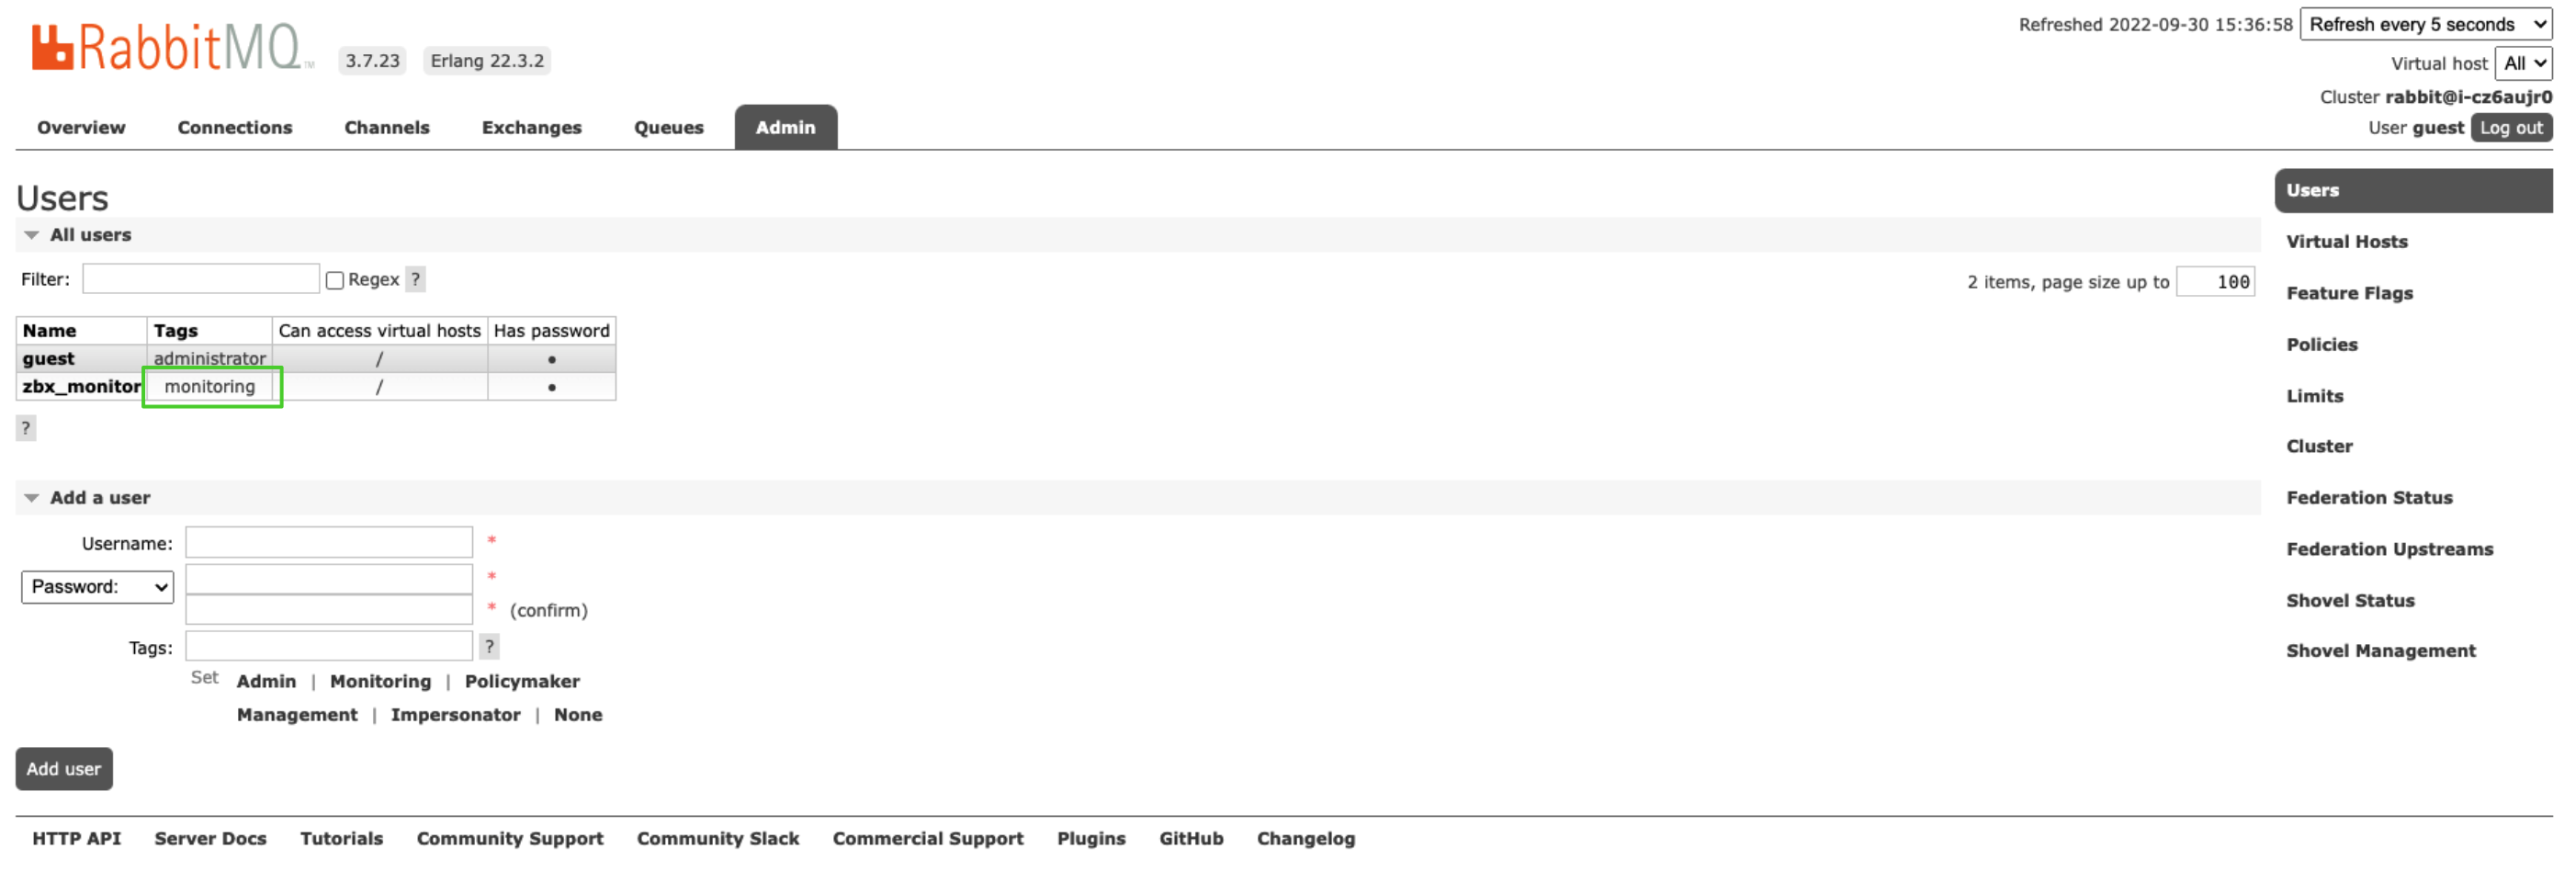 RabbitMQ TM 3.7.23 Erlang 22.3.2
Refreshed 2022-09-30 15:36:58 Refresh every 5 seconds
Virtual host All
Cluster rabbit@i-cz6aujr0
User guest Log out
Overview Connections Channels Exchanges Queues Admin
Users
All users
Filter: Regex ?
2 items, page size up to 100
Name Tags Can access virtual hosts Has password
guest administrator / •
zbx_monitor monitoring / •
?
Add a user
Username: *
Password: *
* (confirm)
Tags: ?
Set Admin | Monitoring | Policymaker
Management | Impersonator | None
Add user
Users
Virtual Hosts
Feature Flags
Policies
Limits
Cluster
Federation Status
Federation Upstreams
Shovel Status
Shovel Management
HTTP API Server Docs Tutorials Community Support Community Slack Commercial Support Plugins GitHub Changelog